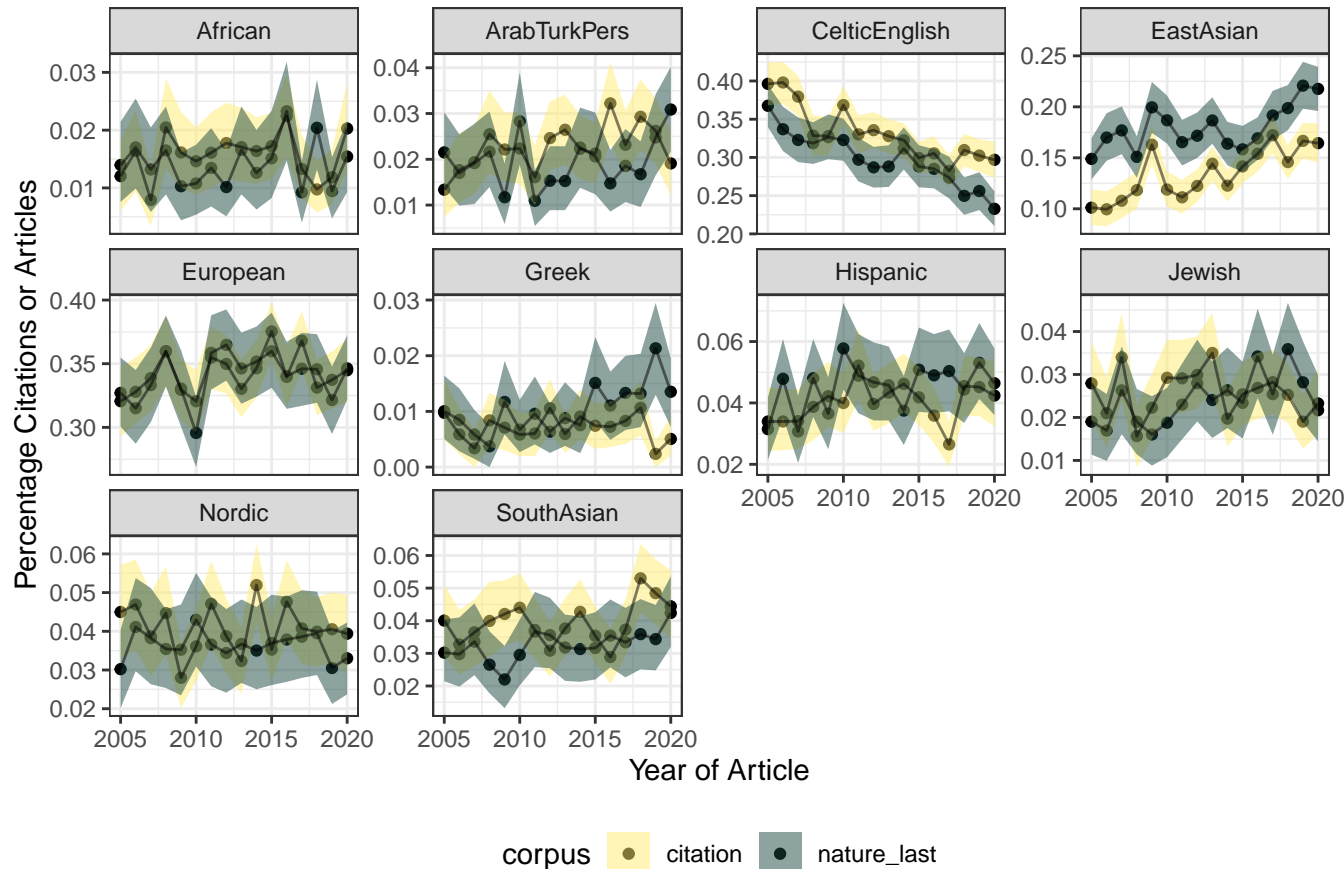 Percentage Citations or Articles
African ArabTurkPers CelticEnglish EastAsian
0.03 0.04 0.40 0.25
0.02 0.03 0.35 0.20
0.01 0.02 0.30 0.15
0.01 0.25 0.10
0.20
European Greek Hispanic Jewish
0.40 0.03 0.06 0.04
0.35 0.02 0.04 0.03
0.30 0.01 0.02 0.02
0.00 0.01
2005 2010 2015 2020 2005 2010 2015 2020
Nordic SouthAsian
0.06 0.06
0.05 0.05
0.04 0.04
0.03 0.03
0.02 0.02
2005 2010 2015 2020 2005 2010 2015 2020
Year of Article
corpus citation nature_last